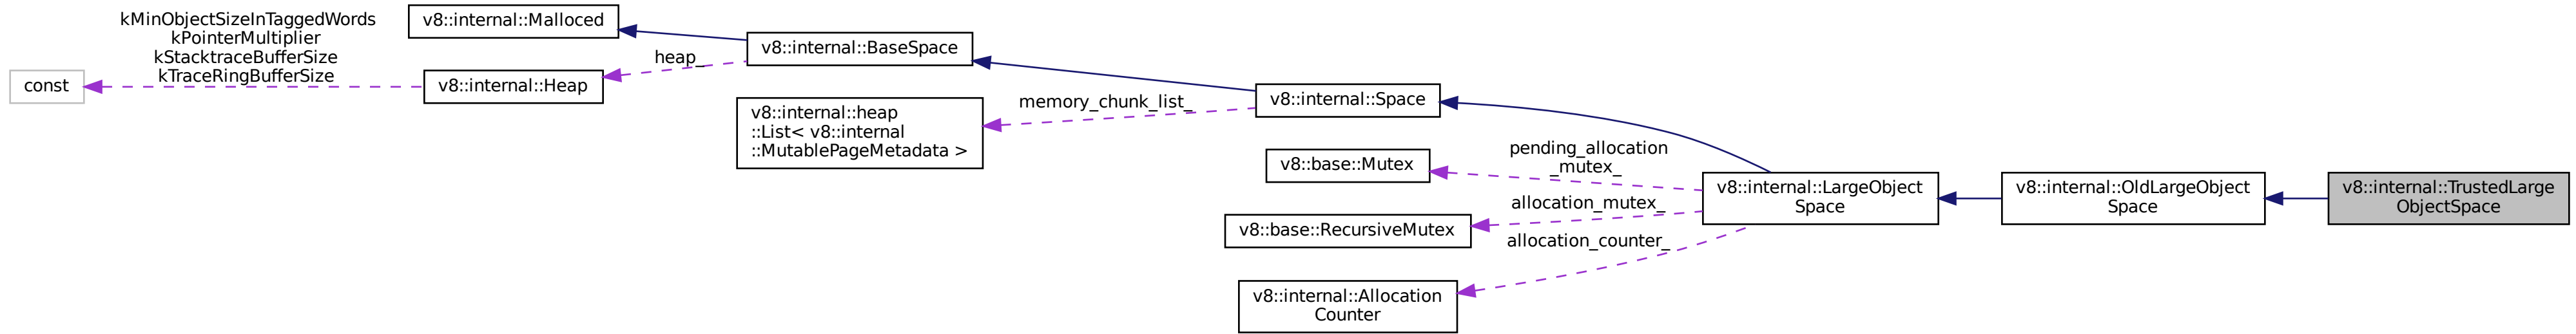 kMinObjectSizeInTaggedWords
kPointerMultiplier
kStacktraceBufferSize
kTraceRingBufferSize
const
v8::internal::Malloced
v8::internal::Heap
heap_
v8::internal::BaseSpace
v8::internal::heap
::List< v8::internal
::MutablePageMetadata >
memory_chunk_list_
v8::internal::Space
v8::base::Mutex
v8::base::RecursiveMutex
v8::internal::Allocation
Counter
pending_allocation
_mutex_
allocation_mutex_
allocation_counter_
v8::internal::LargeObject
Space
v8::internal::OldLargeObject
Space
v8::internal::TrustedLarge
ObjectSpace